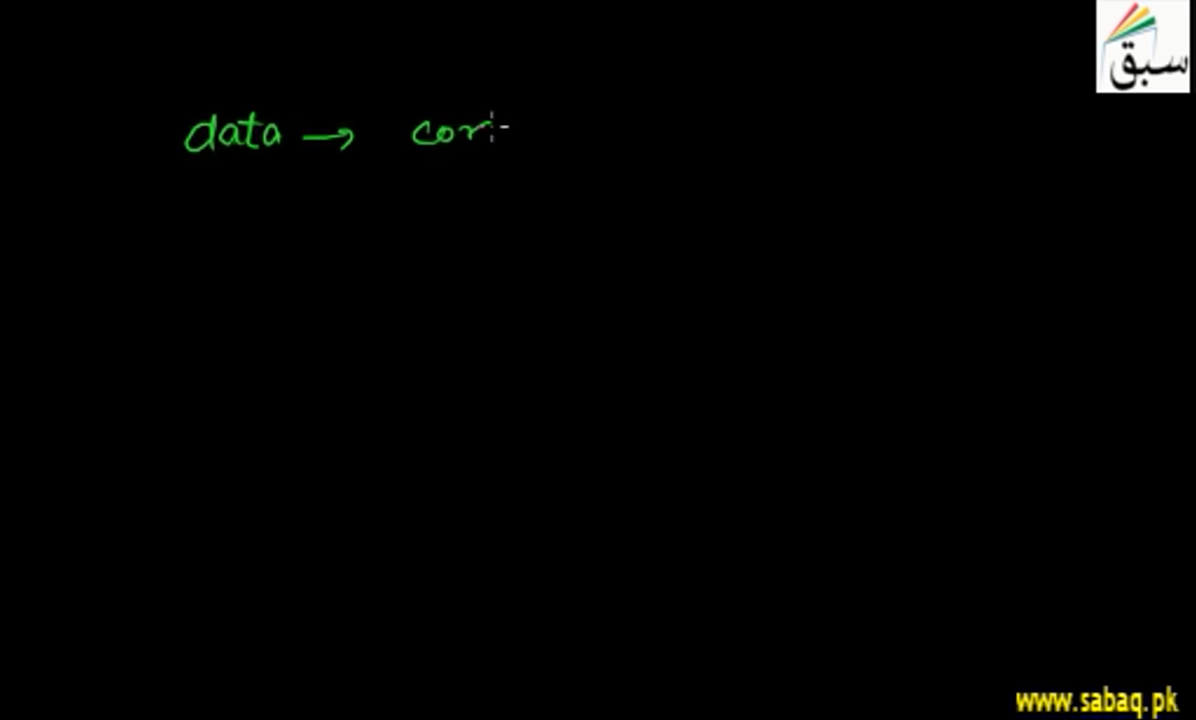 سبق
data → cor
www.sabaq.pk